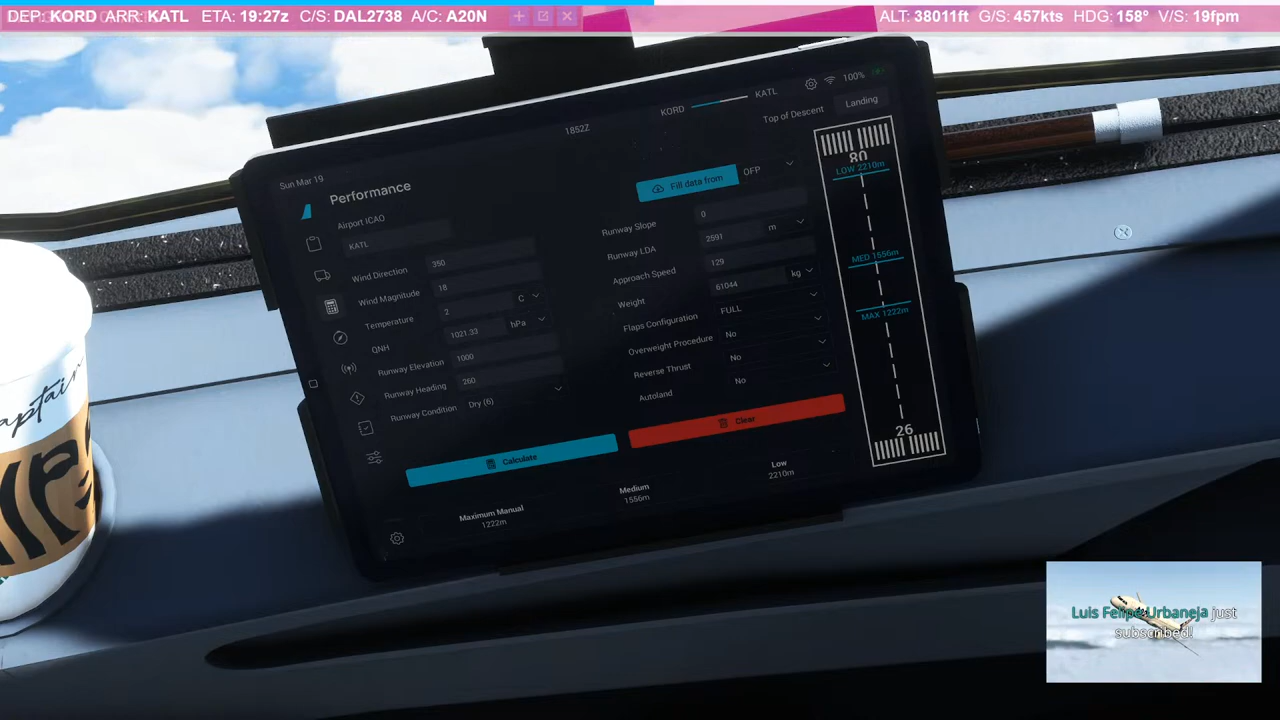 DEP: KORD ARR: KATL ETA: 19:27z C/S: DAL2738 A/C: A20N
ALT: 38011ft G/S: 457kts HDG: 158º V/S: 19fpm
Sun Mar 19
1852Z
KORD
KATL
100%
Performance
Top of Descent
Landing
Fill data from
OFP
Airport ICAO
KATL
Wind Direction
350
Wind Magnitude
18
Temperature
2
C
QNH
1021.33
hPa
Runway Elevation
1000
Runway Heading
260
Runway Condition
Dry (6)
Runway Slope
0
Runway LDA
2591
m
Approach Speed
129
Weight
61044
kg
Flaps Configuration
FULL
Overweight Procedure
No
Reverse Thrust
No
Autoland
No
Calculate
Clear
Maximum Manual
1222m
Medium
1556m
Low
2210m
80
LOW 2210m
MED 1556m
MAX 1222m
26
Captain
Luis Felipe Urbaneja just
subscribed!